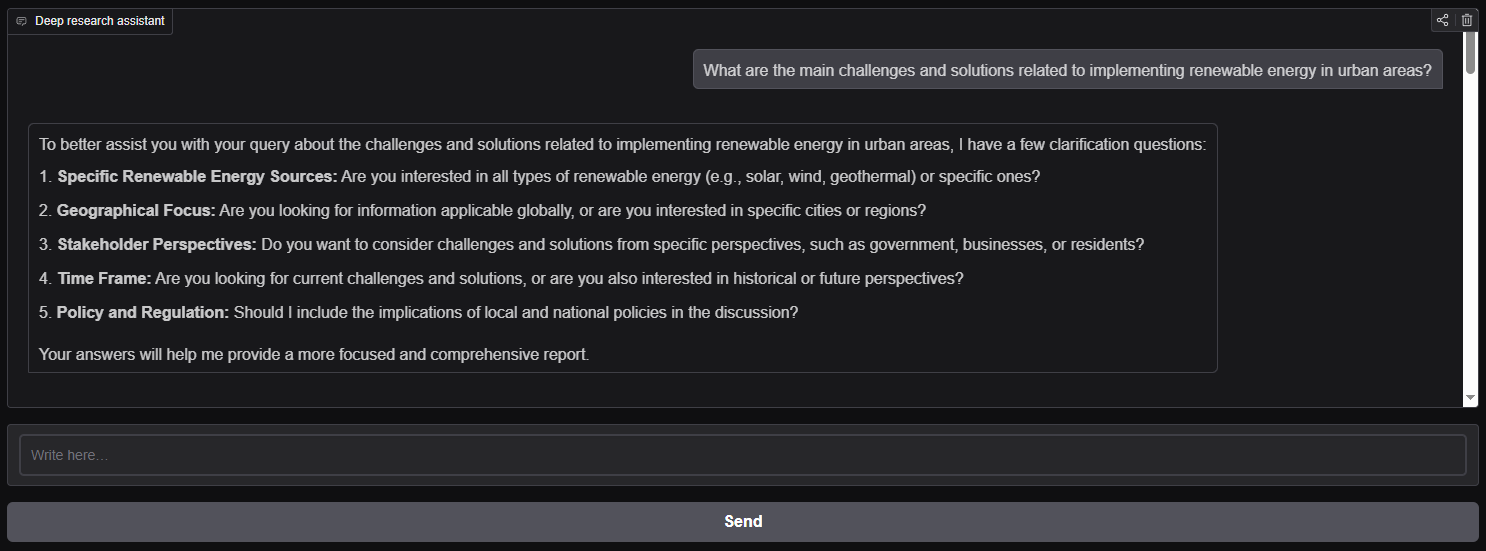 Deep research assistant
What are the main challenges and solutions related to implementing renewable energy in urban areas?
To better assist you with your query about the challenges and solutions related to implementing renewable energy in urban areas, I have a few clarification questions:
1. Specific Renewable Energy Sources: Are you interested in all types of renewable energy (e.g., solar, wind, geothermal) or specific ones?
2. Geographical Focus: Are you looking for information applicable globally, or are you interested in specific cities or regions?
3. Stakeholder Perspectives: Do you want to consider challenges and solutions from specific perspectives, such as government, businesses, or residents?
4. Time Frame: Are you looking for current challenges and solutions, or are you also interested in historical or future perspectives?
5. Policy and Regulation: Should I include the implications of local and national policies in the discussion?
Your answers will help me provide a more focused and comprehensive report.
Write here...
Send